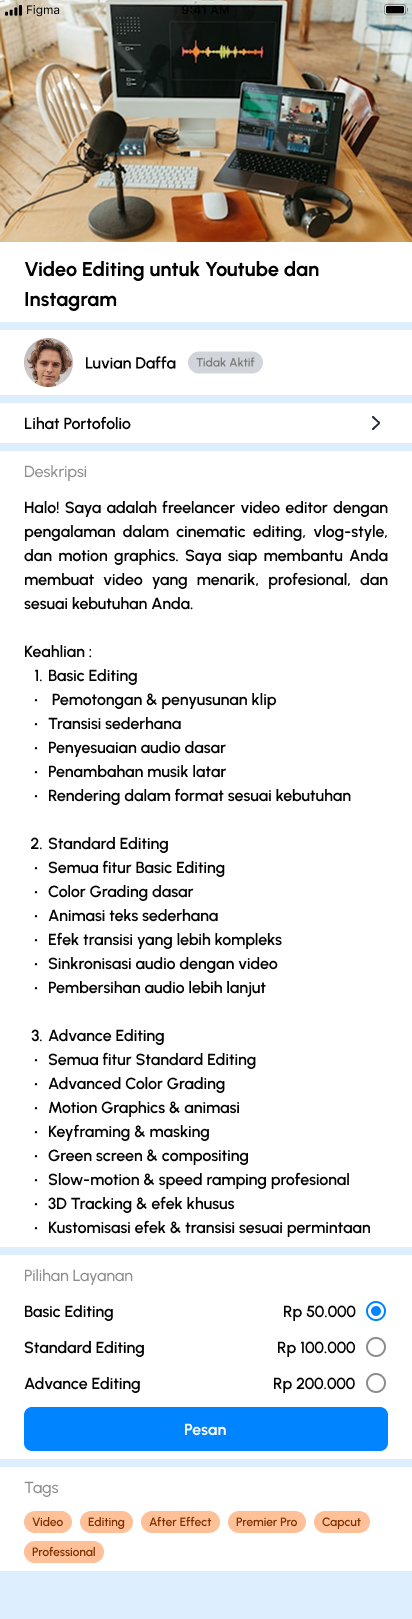 Figma
9:41 AM
Video Editing untuk Youtube dan
Instagram
Luvian Daffa
Tidak Aktif
Lihat Portofolio
Deskripsi
Halo! Saya adalah freelancer video editor dengan
pengalaman dalam cinematic editing, vlog-style,
dan motion graphics. Saya siap membantu Anda
membuat video yang menarik, profesional, dan
sesuai kebutuhan Anda.
Keahlian :
1. Basic Editing
· Pemotongan & penyusunan klip
· Transisi sederhana
· Penyesuaian audio dasar
· Penambahan musik latar
· Rendering dalam format sesuai kebutuhan
2. Standard Editing
· Semua fitur Basic Editing
· Color Grading dasar
· Animasi teks sederhana
· Efek transisi yang lebih kompleks
· Sinkronisasi audio dengan video
· Pembersihan audio lebih lanjut
3. Advance Editing
· Semua fitur Standard Editing
· Advanced Color Grading
· Motion Graphics & animasi
· Keyframing & masking
· Green screen & compositing
· Slow-motion & speed ramping profesional
· 3D Tracking & efek khusus
· Kustomisasi efek & transisi sesuai permintaan
Pilihan Layanan
Basic Editing Rp 50.000
Standard Editing Rp 100.000
Advance Editing Rp 200.000
Pesan
Tags
Video Editing After Effect Premier Pro Capcut
Professional